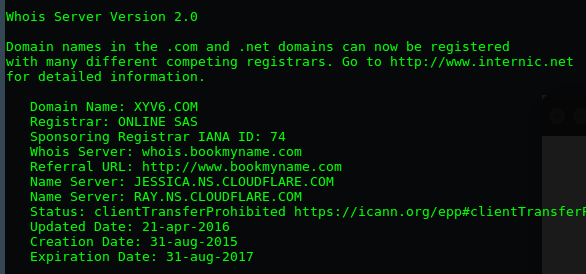 Whois Server Version 2.0
Domain names in the .com and .net domains can now be registered
with many different competing registrars. Go to http://www.internic.net
for detailed information.
Domain Name: XYV6.COM
Registrar: ONLINE SAS
Sponsoring Registrar IANA ID: 74
Whois Server: whois.bookmyname.com
Referral URL: http://www.bookmyname.com
Name Server: JESSICA.NS.CLOUDFLARE.COM
Name Server: RAY.NS.CLOUDFLARE.COM
Status: clientTransferProhibited https://icann.org/epp#clientTransfer
Updated Date: 21-apr-2016
Creation Date: 31-aug-2015
Expiration Date: 31-aug-2017